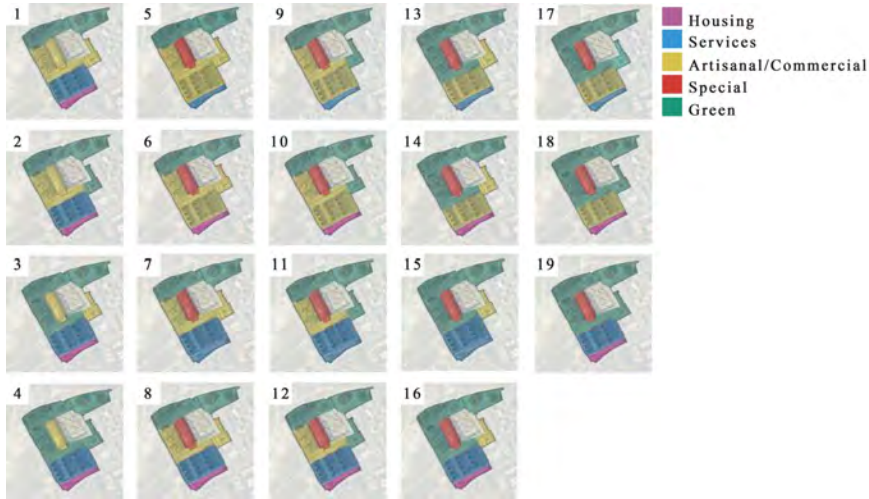 1 5 9 13 17
Housing
Services
Artisanal/Commercial
Special
Green
2 6 10 14 18
3 7 11 15 19
4 8 12 16